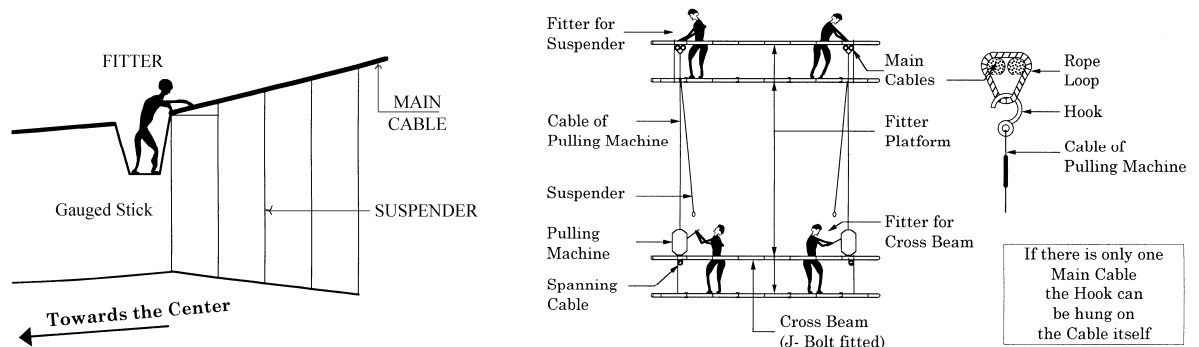 FITTER
MAIN
CABLE
Gauged Stick
SUSPENDER
Towards the Center
Fitter for
Suspender
Main
Cables
Cable of
Pulling Machine
Fitter
Platform
Suspender
Pulling
Machine
Fitter for
Cross Beam
Spanning
Cable
Cross Beam
(J- Bolt fitted)
Rope
Loop
Hook
Cable of
Pulling Machine
If there is only one
Main Cable
the Hook can
be hung on
the Cable itself